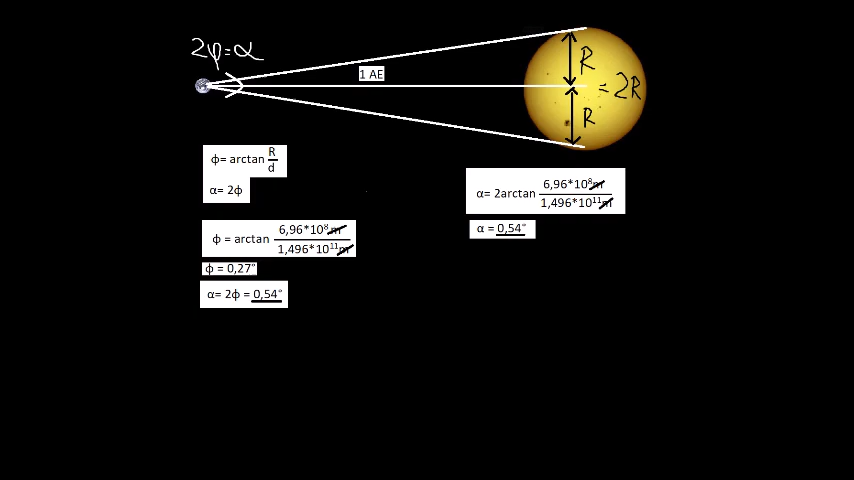 2φ=α
1 AE
R
=2R
R
ϕ= arctan R/d
α= 2ϕ
ϕ = arctan 6,96*10⁸m/1,496*10¹¹m
ϕ = 0,27°
α= 2ϕ = 0,54°
α= 2arctan 6,96*10⁸m/1,496*10¹¹m
α = 0,54°